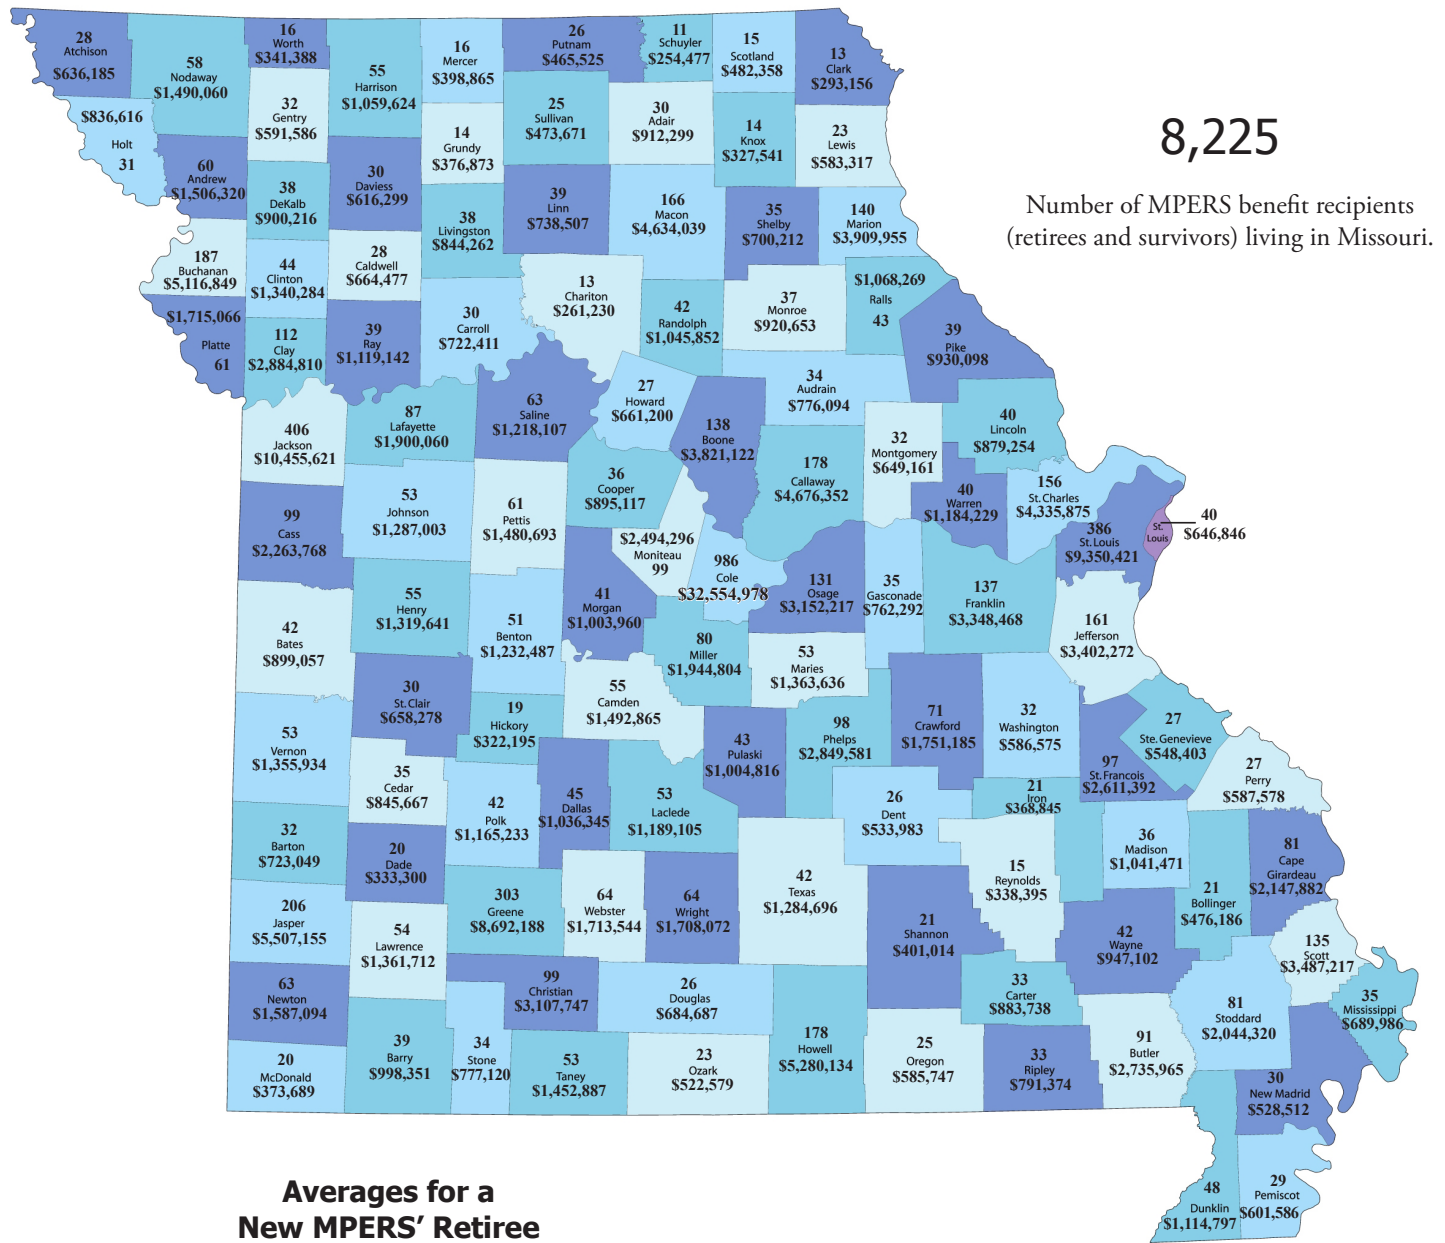 28
Atchison
$636,185
58
Nodaway
$1,490,060
16
Worth
$341,388
55
Harrison
$1,059,624
16
Mercer
$398,865
26
Putnam
$465,525
11
Schuyler
$254,477
15
Scotland
$482,358
13
Clark
$293,156
$836,616
Holt
31
32
Gentry
$591,586
14
Grundy
$376,873
25
Sullivan
$473,671
30
Adair
$912,299
14
Knox
$327,541
23
Lewis
$583,317
8,225
Number of MPERS benefit recipients
(retirees and survivors) living in Missouri.
60
Andrew
$1,506,320
38
DeKalb
$900,216
30
Daviess
$616,299
38
Livingston
$844,262
39
Linn
$738,507
166
Macon
$4,634,039
35
Shelby
$700,212
140
Marion
$3,909,955
187
Buchanan
$5,116,849
44
Clinton
$1,340,284
28
Caldwell
$664,477
13
Chariton
$261,230
42
Randolph
$1,045,852
37
Monroe
$920,653
$1,068,269
Ralls
43
$1,715,066
Platte
61
112
Clay
$2,884,810
39
Ray
$1,119,142
30
Carroll
$722,411
39
Pike
$930,098
406
Jackson
$10,455,621
87
Lafayette
$1,900,060
63
Saline
$1,218,107
27
Howard
$661,200
138
Boone
$3,821,122
34
Audrain
$776,094
178
Callaway
$4,676,352
32
Montgomery
$649,161
40
Lincoln
$879,254
40
Warren
$1,184,229
156
St. Charles
$4,335,875
386
St. Louis
$9,350,421
St.
Louis
40
$646,846
99
Cass
$2,263,768
53
Johnson
$1,287,003
61
Pettis
$1,480,693
36
Cooper
$895,117
$2,494,296
Moniteau
99
986
Cole
$32,554,978
131
Osage
$3,152,217
35
Gasconade
$762,292
137
Franklin
$3,348,468
161
Jefferson
$3,402,272
42
Bates
$899,057
55
Henry
$1,319,641
51
Benton
$1,232,487
41
Morgan
$1,003,960
80
Miller
$1,944,804
53
Maries
$1,363,636
30
St. Clair
$658,278
19
Hickory
$322,195
55
Camden
$1,492,865
43
Pulaski
$1,004,816
98
Phelps
$2,849,581
71
Crawford
$1,751,185
32
Washington
$586,575
97
St. Francois
$2,611,392
27
Ste. Genevieve
$548,403
27
Perry
$587,578
53
Vernon
$1,355,934
35
Cedar
$845,667
42
Polk
$1,165,233
45
Dallas
$1,036,345
53
Laclede
$1,189,105
26
Dent
$533,983
21
Iron
$368,845
36
Madison
$1,041,471
32
Barton
$723,049
20
Dade
$333,300
303
Greene
$8,692,188
64
Webster
$1,713,544
64
Wright
$1,708,072
42
Texas
$1,284,696
15
Reynolds
$338,395
21
Bollinger
$476,186
81
Cape
Girardeau
$2,147,882
206
Jasper
$5,507,155
54
Lawrence
$1,361,712
21
Shannon
$401,014
42
Wayne
$947,102
135
Scott
$3,487,217
63
Newton
$1,587,094
99
Christian
$3,107,747
26
Douglas
$684,687
33
Carter
$883,738
81
Stoddard
$2,044,320
35
Mississippi
$689,986
20
McDonald
$373,689
39
Barry
$998,351
34
Stone
$777,120
53
Taney
$1,452,887
23
Ozark
$522,579
178
Howell
$5,280,134
25
Oregon
$585,747
33
Ripley
$791,374
91
Butler
$2,735,965
30
New Madrid
$528,512
48
Dunklin
$1,114,797
29
Pemiscot
$601,586
Averages for a
New MPERS’ Retiree